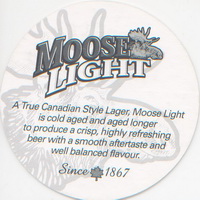 MOOSE
LIGHT
A True Canadian Style Lager, Moose Light
is cold aged and aged longer
to produce a crisp, highly refreshing
beer with a smooth aftertaste and
well balanced flavour.
Since 1867